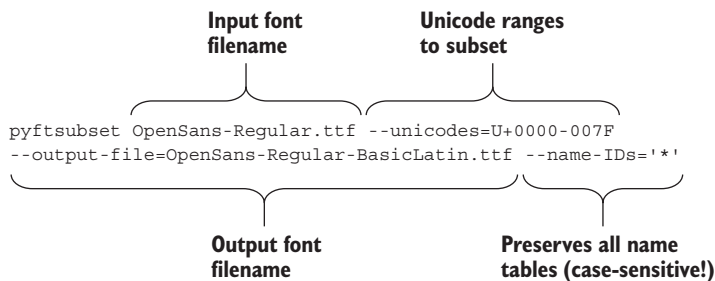 Input font
filename
Unicode ranges
to subset
pyftsubset OpenSans-Regular.ttf --unicodes=U+0000-007F
--output-file=OpenSans-Regular-BasicLatin.ttf --name-IDs='*'
Output font
filename
Preserves all name
tables (case-sensitive!)